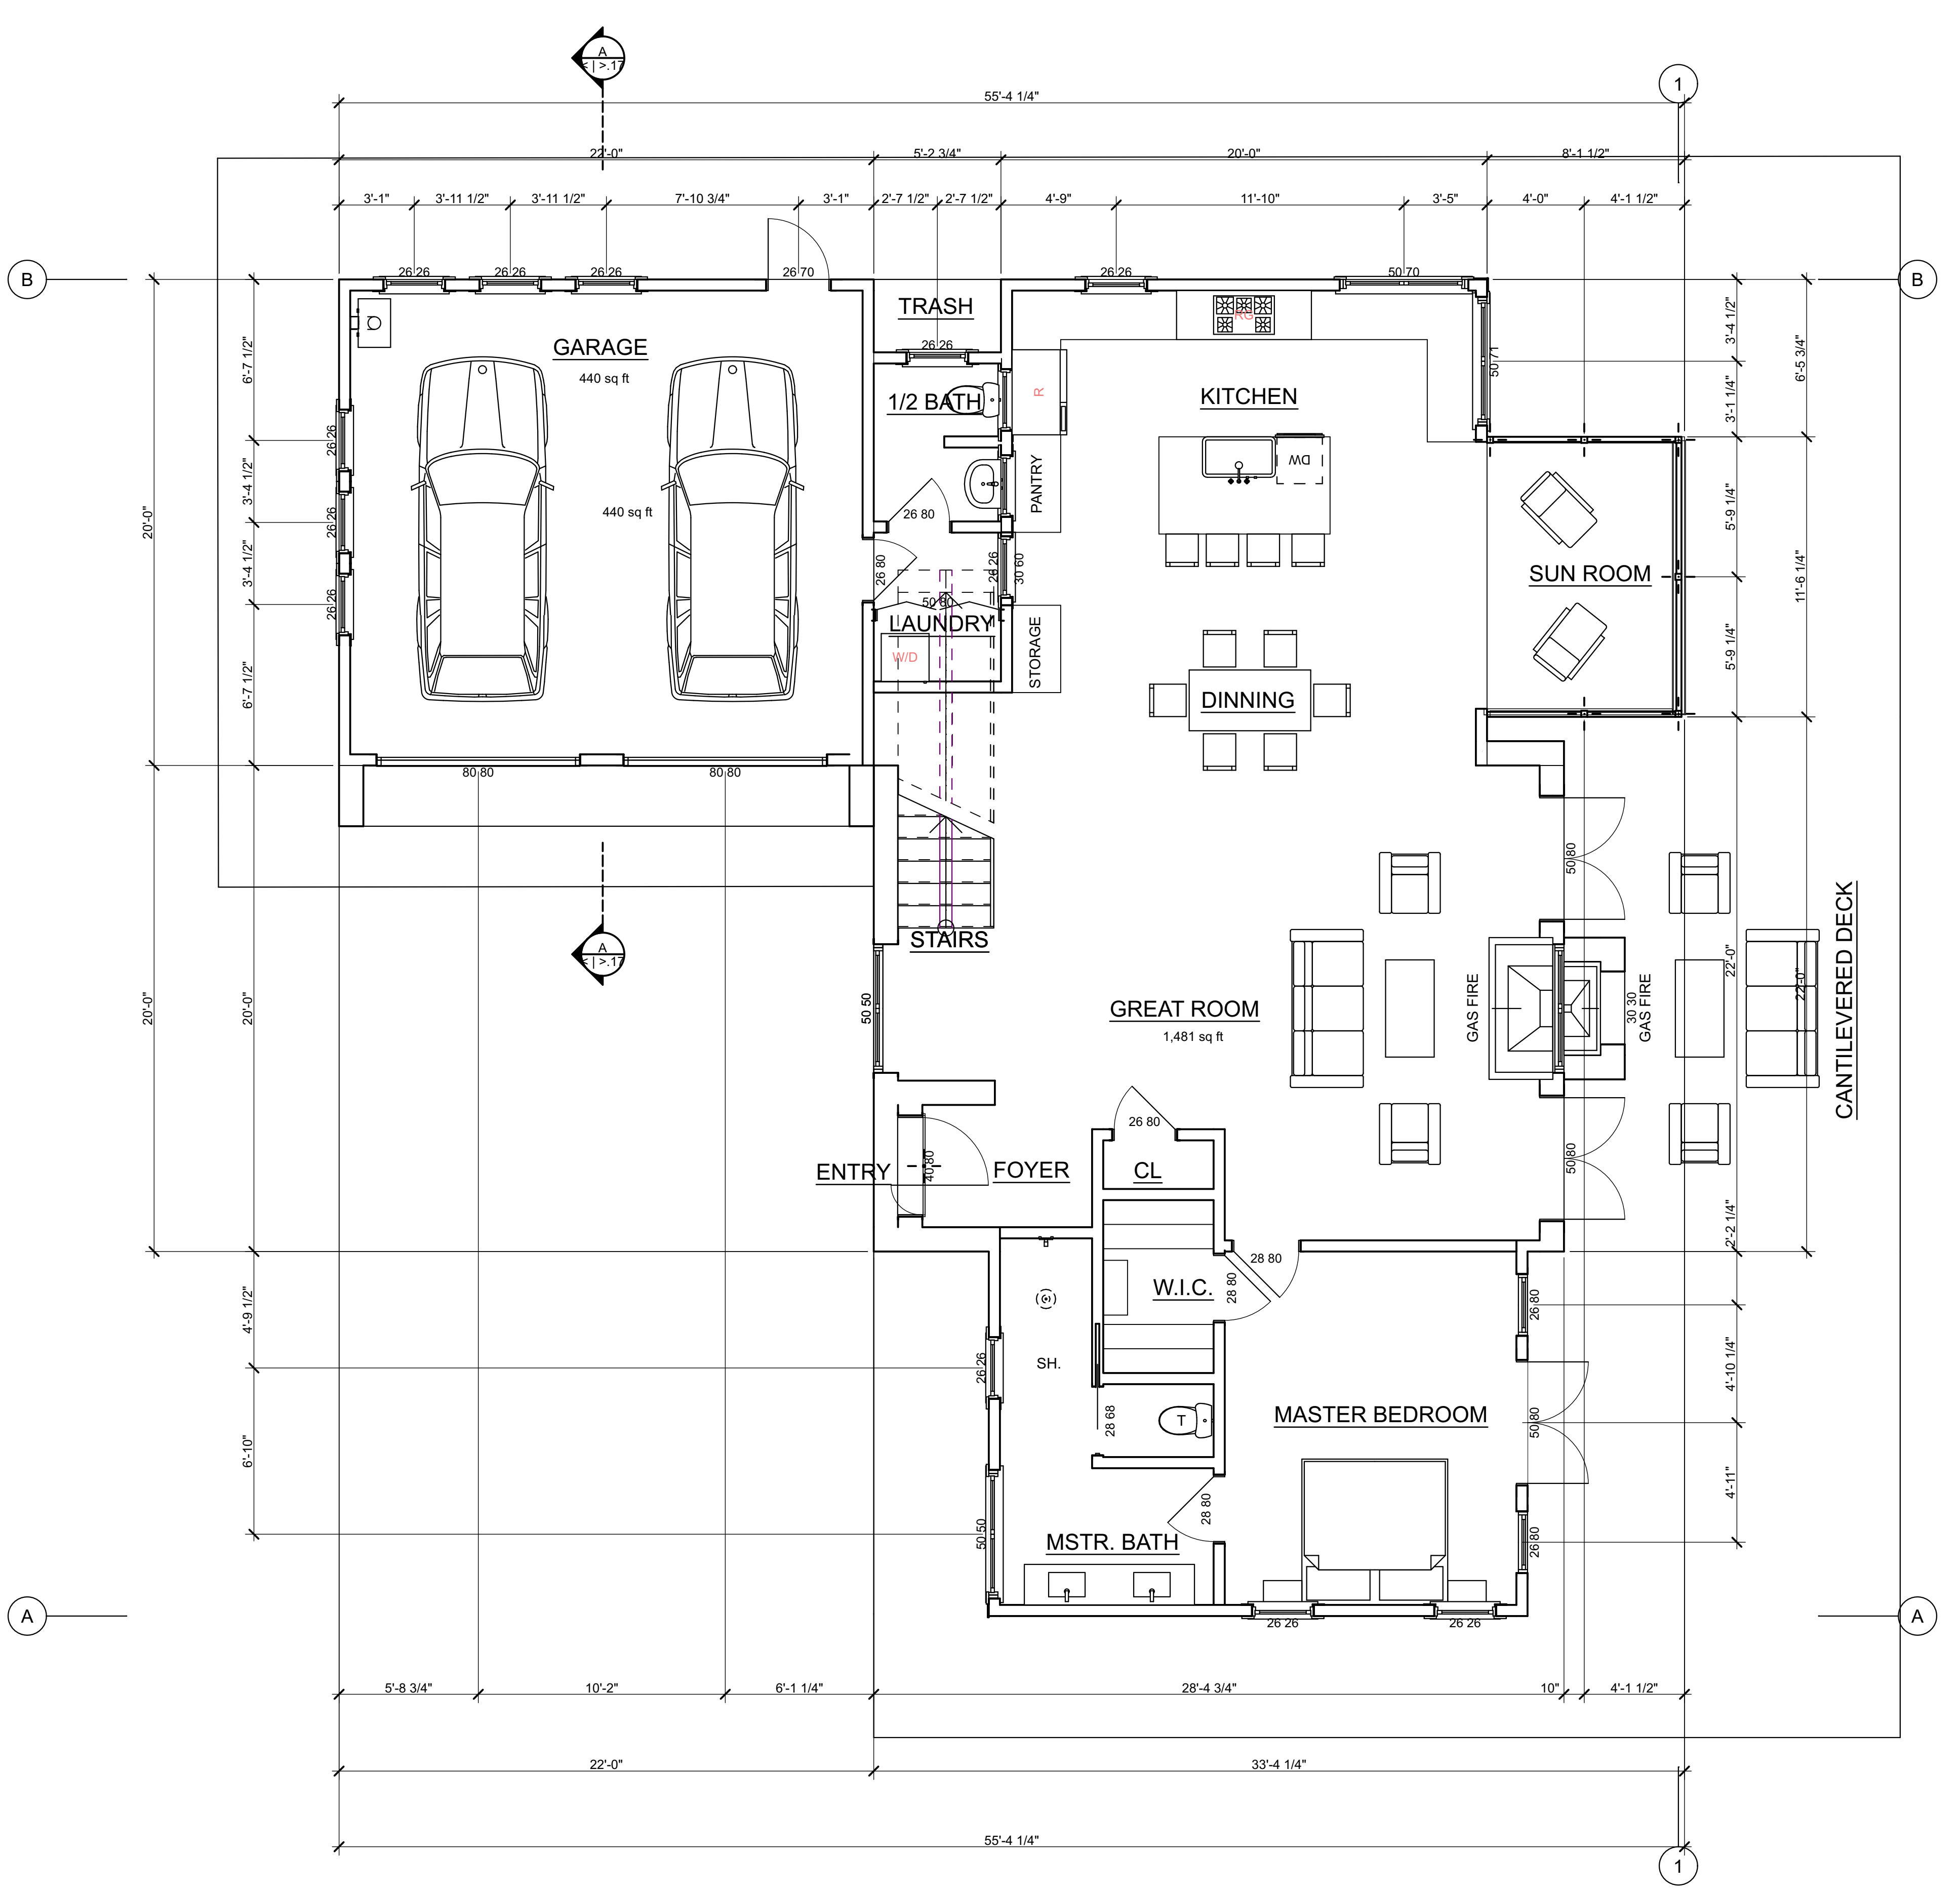 A
< | >.17
1
55'-4 1/4"
22'-0"
5'-2 3/4"
20'-0"
8'-1 1/2"
3'-1"
3'-11 1/2"
3'-11 1/2"
7'-10 3/4"
3'-1"
2'-7 1/2"
2'-7 1/2"
4'-9"
11'-10"
3'-5"
4'-0"
4'-1 1/2"
B
26 26
26 26
26 26
26 70
26 26
50 70
B
TRASH
26 26
RG
GARAGE
440 sq ft
1/2 BATH
R
KITCHEN
50 71
3'-4 1/2"
3'-1 1/4"
6'-5 3/4"
6'-7 1/2"
26 26
3'-4 1/2"
26 26
3'-4 1/2"
26 26
6'-7 1/2"
20'-0"
440 sq ft
PANTRY
DW
26 80
26 80
26 26
30 60
50 80
LAUNDRY
W/D
STORAGE
SUN ROOM
5'-9 1/4"
5'-9 1/4"
11'-6 1/4"
DINNING
80 80
80 80
50 80
STAIRS
A
< | >.17
20'-0"
20'-0"
50 50
GREAT ROOM
1,481 sq ft
GAS FIRE
30 30
GAS FIRE
22'-0"
22'-0"
CANTILEVERED DECK
26 80
50 80
ENTRY
40 80
FOYER
CL
2'-2 1/4"
28 80
28 80
W.I.C.
26 80
4'-9 1/2"
26 26
SH.
4'-10 1/4"
28 68
T
MASTER BEDROOM
50 80
6'-10"
4'-11"
28 80
50 50
MSTR. BATH
26 80
A
26 26
26 26
A
5'-8 3/4"
10'-2"
6'-1 1/4"
28'-4 3/4"
10"
4'-1 1/2"
22'-0"
33'-4 1/4"
55'-4 1/4"
1